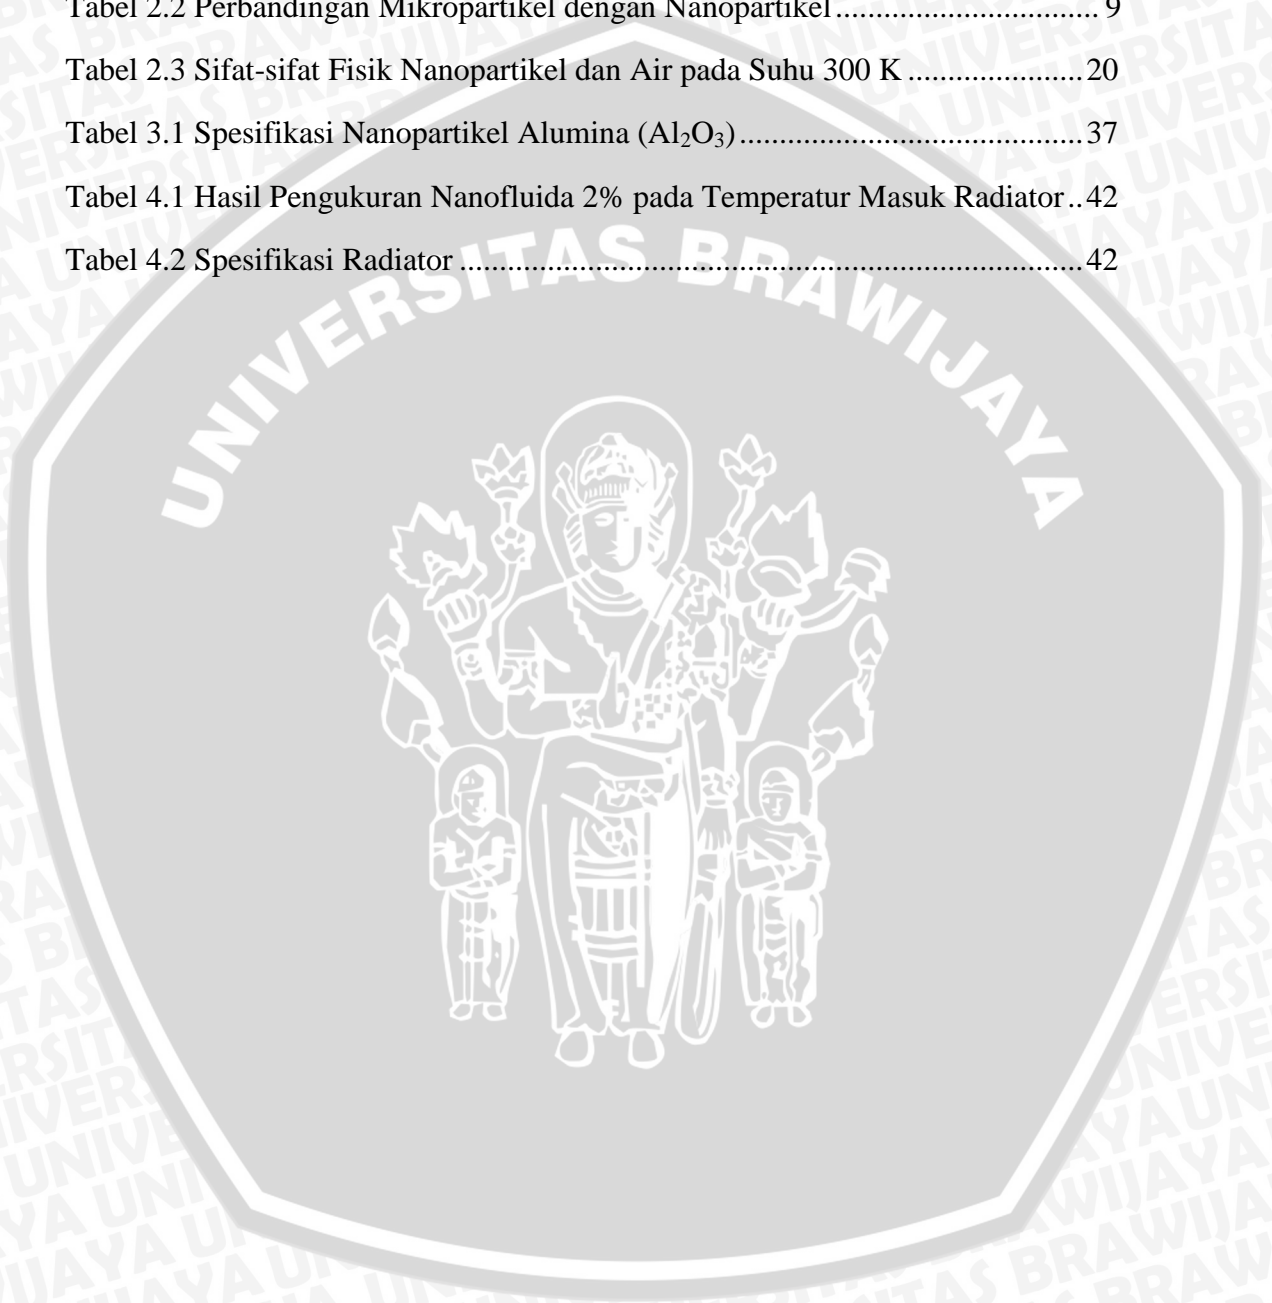 Tabel 2.2 Perbandingan Mikropartikel dengan Nanopartikel................................. 9
Tabel 2.3 Sifat-sifat Fisik Nanopartikel dan Air pada Suhu 300 K ......................20
Tabel 3.1 Spesifikasi Nanopartikel Alumina (Al₂O₃)...........................................37
Tabel 4.1 Hasil Pengukuran Nanofluida 2% pada Temperatur Masuk Radiator..42
Tabel 4.2 Spesifikasi Radiator ..............................................................................42
UNIVERSITAS BRAWIJAYA